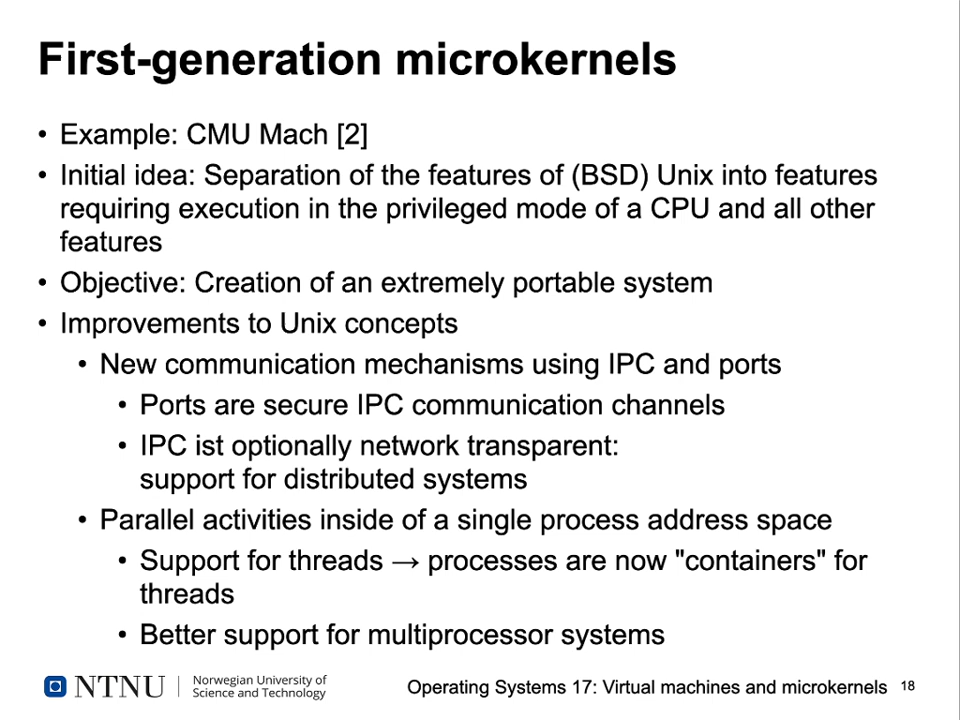 First-generation microkernels
• Example: CMU Mach [2]
• Initial idea: Separation of the features of (BSD) Unix into features
requiring execution in the privileged mode of a CPU and all other
features
• Objective: Creation of an extremely portable system
• Improvements to Unix concepts
• New communication mechanisms using IPC and ports
• Ports are secure IPC communication channels
• IPC ist optionally network transparent:
support for distributed systems
• Parallel activities inside of a single process address space
• Support for threads → processes are now "containers" for
threads
• Better support for multiprocessor systems
NTNU
Norwegian University of
Science and Technology
Operating Systems 17: Virtual machines and microkernels
18